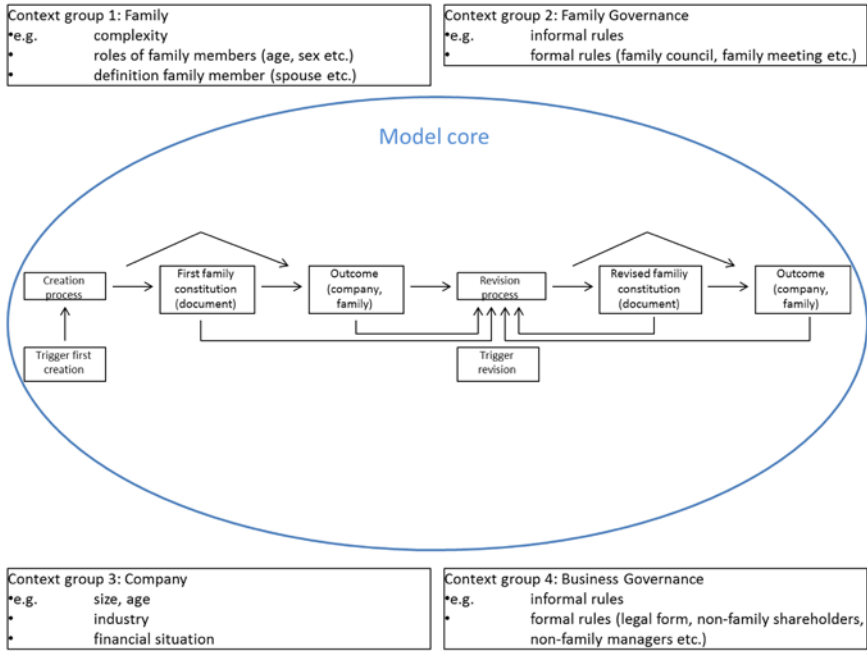 Context group 1: Family
•e.g. complexity
• roles of family members (age, sex etc.)
• definition family member (spouse etc.)
Context group 2: Family Governance
•e.g. informal rules
• formal rules (family council, family meeting etc.)
Model core
Creation
process
First family
constitution
(document)
Outcome
(company,
family)
Revision
process
Revised familiy
constitution
(document)
Outcome
(company,
family)
Trigger first
creation
Trigger
revision
Context group 3: Company
•e.g. size, age
• industry
• financial situation
Context group 4: Business Governance
•e.g. informal rules
• formal rules (legal form, non-family shareholders,
non-family managers etc.)